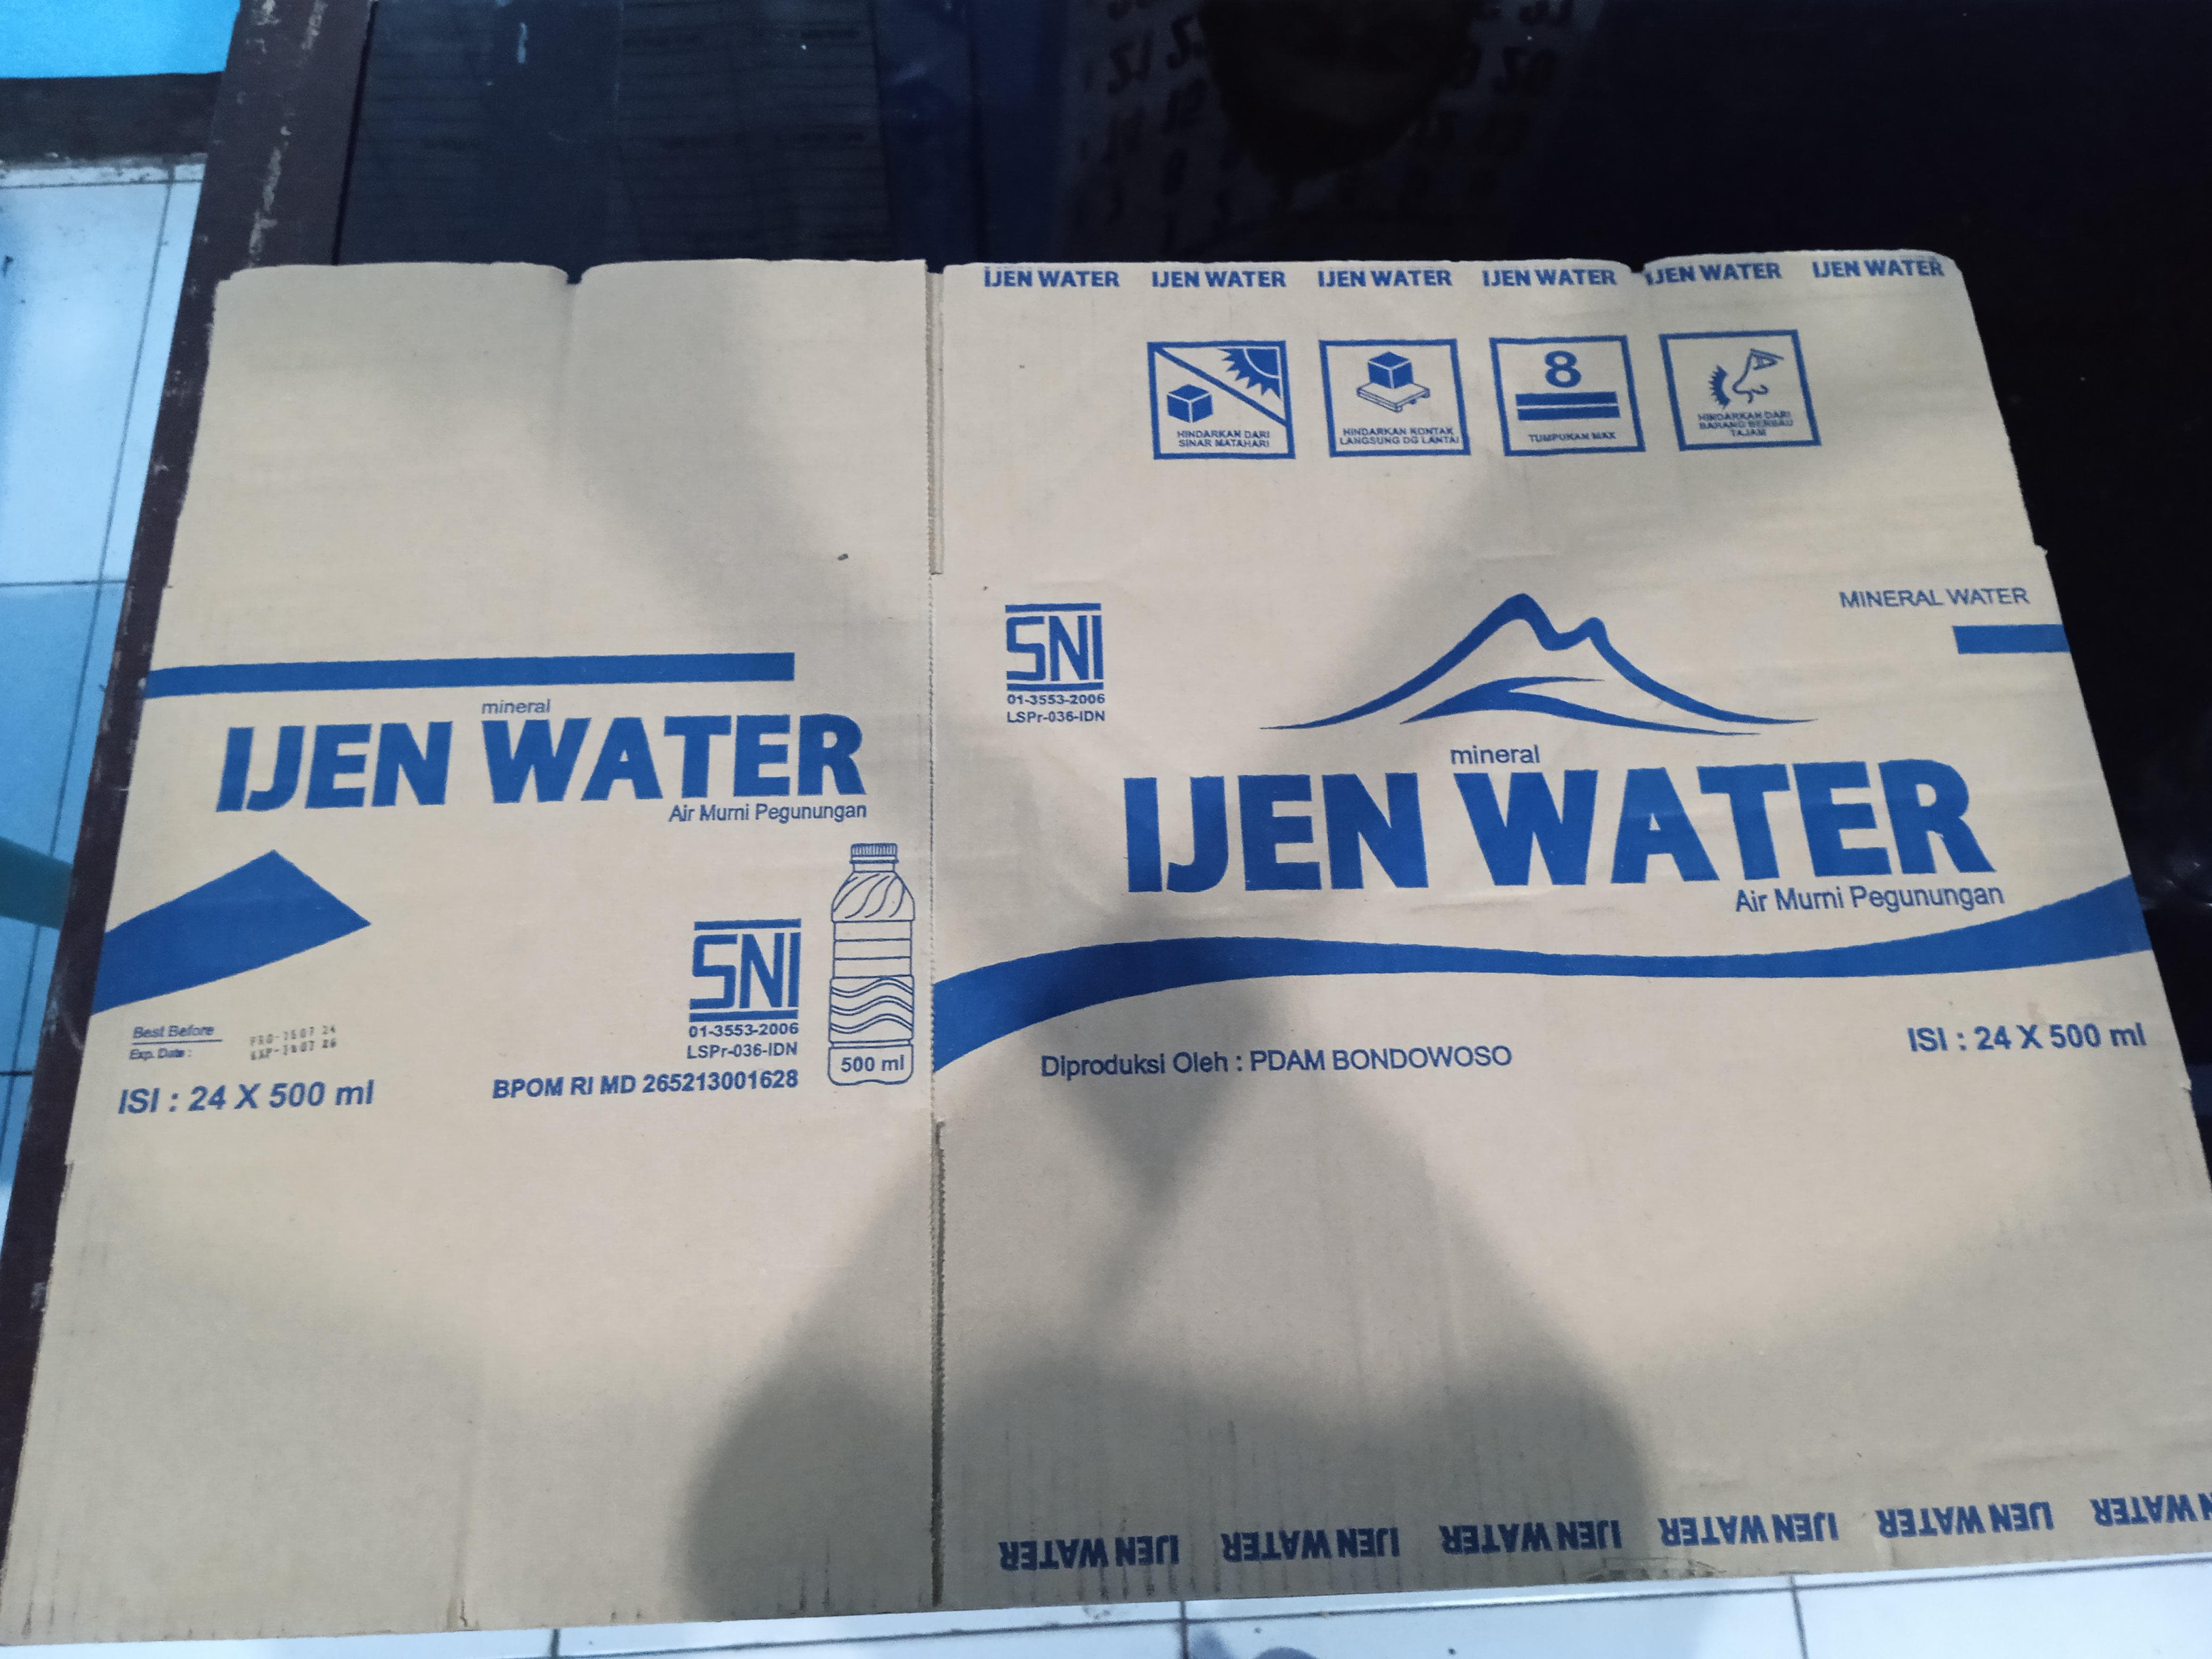 mineral
IJEN WATER
Air Murni Pegunungan
SNI
01-3553-2006
LSPr-036-IDN
BPOM RI MD 265213001628
500 ml
Best Before
Exp. Date :
ISI : 24 X 500 ml
IJEN WATER IJEN WATER IJEN WATER IJEN WATER IJEN WATER IJEN WATER
HINDARKAN DARI
SINAR MATAHARI
HINDARKAN KONTAK
LANGSUNG DG LANTAI
8
TUMPUKAN MAX
HINDARKAN DARI
BARANG BERBAU
TAJAM
SNI
01-3553-2006
LSPr-036-IDN
MINERAL WATER
mineral
IJEN WATER
Air Murni Pegunungan
Diproduksi Oleh : PDAM BONDOWOSO
ISI : 24 X 500 ml
IJEN WATER IJEN WATER IJEN WATER IJEN WATER IJEN WATER WATER